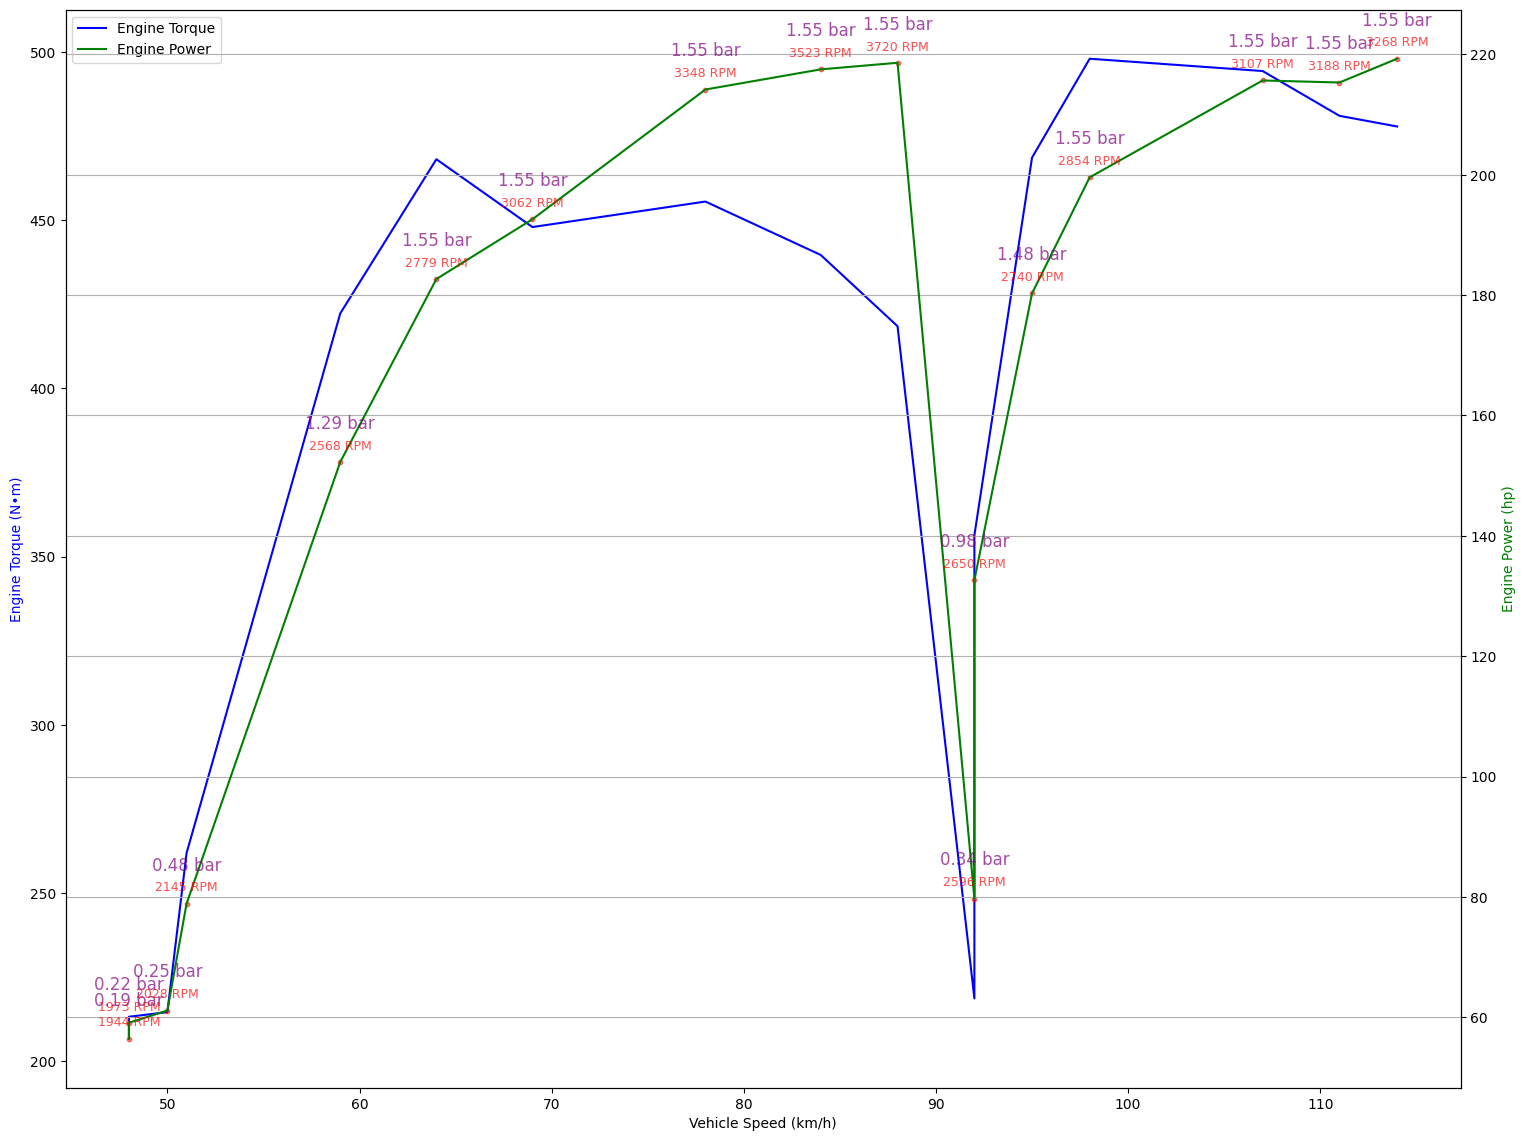 Engine Torque
Engine Power
1.55 bar
3268 RPM
1.55 bar
3720 RPM
1.55 bar
3523 RPM
1.55 bar
3107 RPM
1.55 bar
3188 RPM
1.55 bar
3348 RPM
1.55 bar
2854 RPM
1.55 bar
3062 RPM
1.55 bar
2779 RPM
1.48 bar
2740 RPM
1.29 bar
2568 RPM
0.98 bar
2650 RPM
0.48 bar
2145 RPM
0.34 bar
2596 RPM
0.25 bar
2028 RPM
0.22 bar
1973 RPM
0.19 bar
1944 RPM
500
450
400
350
300
250
200
Engine Torque (N•m)
220
200
180
160
140
120
100
80
60
Engine Power (hp)
50 60 70 80 90 100 110
Vehicle Speed (km/h)